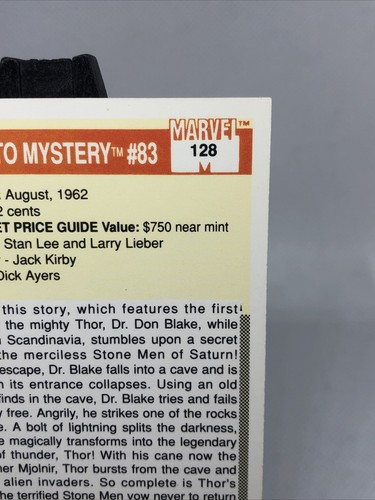 MARVEL™
TO MYSTERY™ #83
128
August, 1962
2 cents
ET PRICE GUIDE Value: $750 near mint
Stan Lee and Larry Lieber
- Jack Kirby
Dick Ayers
this story, which features the first
the mighty Thor, Dr. Don Blake, while
Scandinavia, stumbles upon a secret
the merciless Stone Men of Saturn!
escape, Dr. Blake falls into a cave and is
its entrance collapses. Using an old
finds in the cave, Dr. Blake tries and fails
free. Angrily, he strikes one of the rocks
A bolt of lightning splits the darkness,
magically transforms into the legendary
of thunder, Thor! With his cane now the
Mjolnir, Thor bursts from the cave and
alien invaders. So complete is Thor's
the terrified Stone Men vow never to return